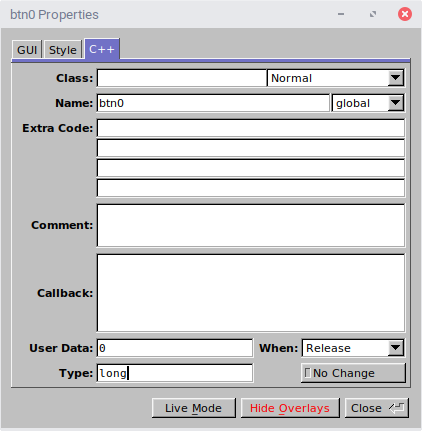 btn0 Properties
GUI Style C++
Class: Normal
Name: btn0 global
Extra Code:
Comment:
Callback:
User Data: 0 When: Release
Type: long No Change
Live Mode Hide Overlays Close